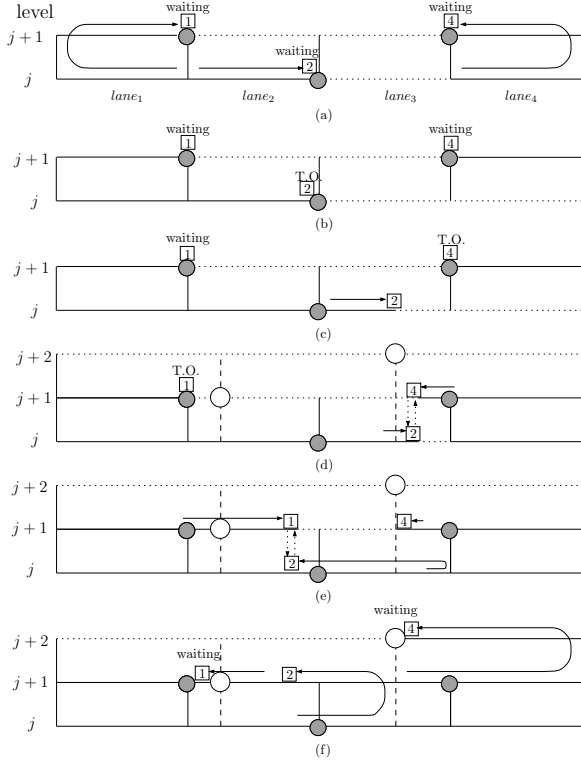 level
waiting waiting
1 4
j + 1
waiting
2
j
lane1 lane2 lane3 lane4
(a)
waiting waiting
j + 1 1 4
T.O.
2
j
(b)
waiting T.O.
1 4
j + 1
2
j
(c)
j + 2
T.O.
1 4
j + 1
2
j
(d)
j + 2
1 4
j + 1
2
j
(e)
waiting
4
j + 2
waiting
1 2
j + 1
j
(f)